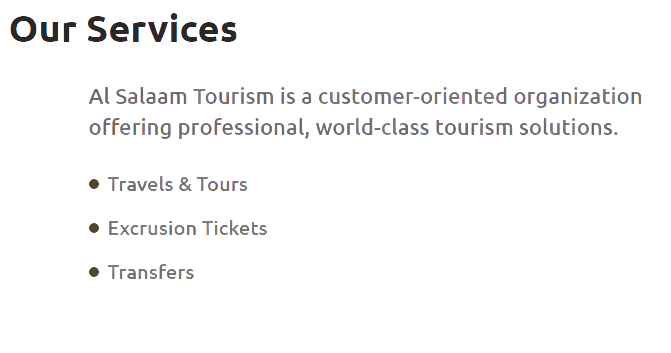 Our Services
Al Salaam Tourism is a customer-oriented organization
offering professional, world-class tourism solutions.
Travels & Tours
Excrusion Tickets
Transfers